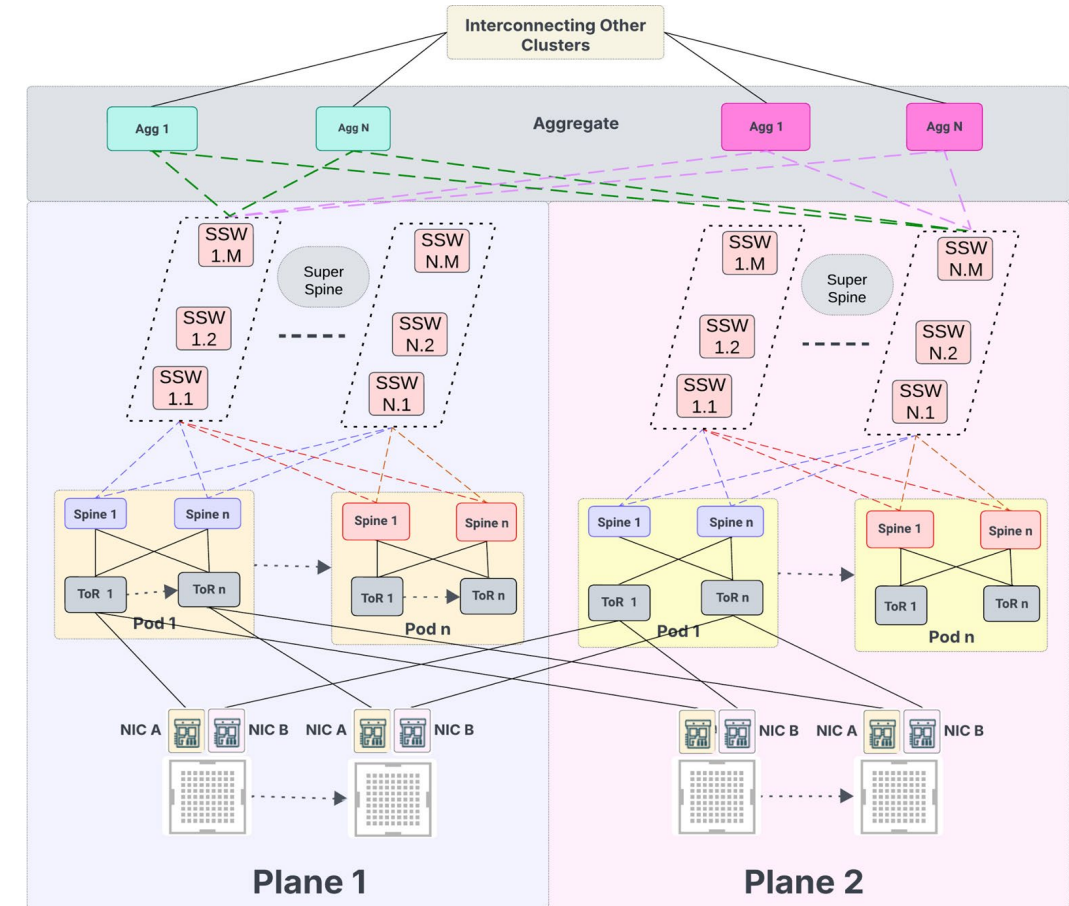 Interconnecting Other
Clusters
Agg 1
Agg N
Aggregate
Agg 1
Agg N
SSW
1.M
SSW
N.M
Super
Spine
SSW
1.2
SSW
N.2
SSW
1.1
SSW
N.1
SSW
1.M
SSW
N.M
Super
Spine
SSW
1.2
SSW
N.2
SSW
1.1
SSW
N.1
Spine 1
Spine n
ToR 1
ToR n
Pod 1
Spine 1
Spine n
ToR 1
ToR n
Pod n
Spine 1
Spine n
ToR 1
ToR n
Pod 1
Spine 1
Spine n
ToR 1
ToR n
Pod n
NIC A
NIC B
NIC A
NIC B
NIC B
NIC A
NIC B
Plane 1
Plane 2